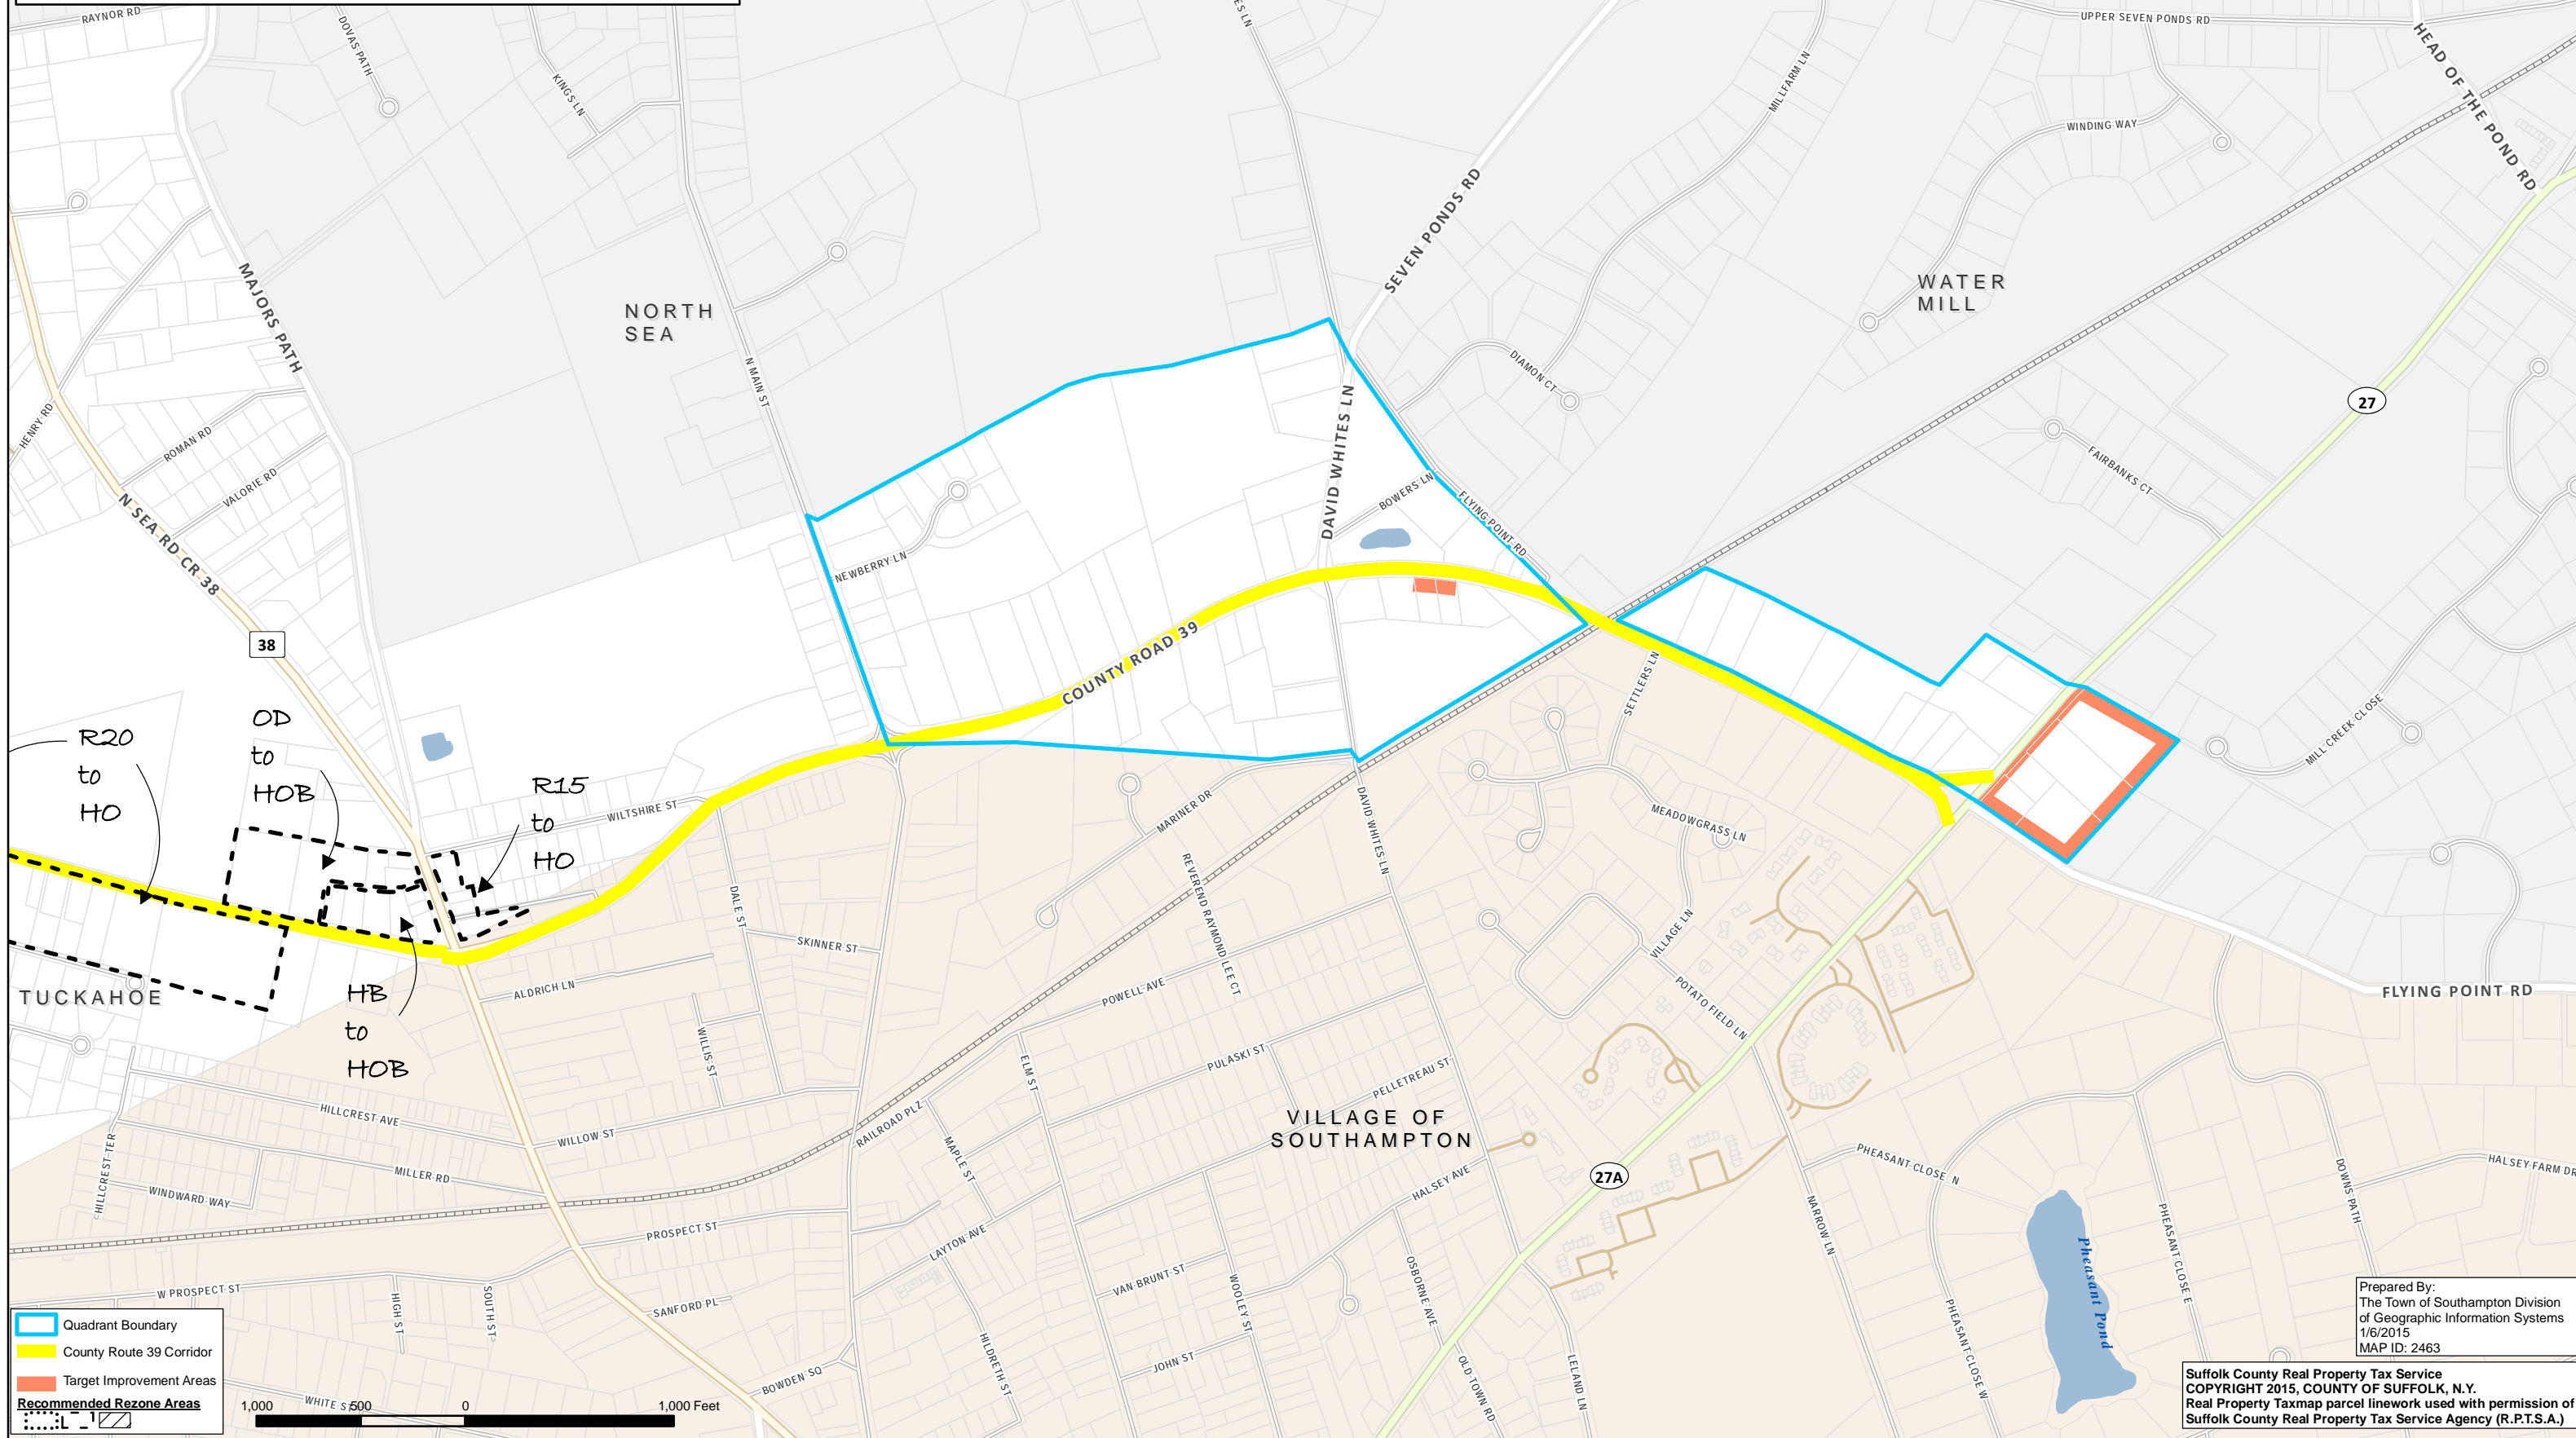 RAYNOR RD
DOVAS PATH
KINGS LN
ES LN
MILLFARM LN
UPPER SEVEN PONDS RD
HEAD OF THE POND RD
WINDING WAY
MAJORS PATH
SEVEN PONDS RD
NORTH
SEA
WATER
MILL
N MAIN ST
DIAMON CT
27
HENRY RD
ROMAN RD
VALORIE RD
DAVID WHITES LN
BOWERS LN
FLYING POINT RD
FAIRBANKS CT
N SEA RD CR 38
NEWBERRY LN
38
COUNTY ROAD 39
SETTLERS LN
MILL CREEK CLOSE
R20
to
HO
OD
to
HOB
R15
to
HO
WILTSHIRE ST
MARINER DR
DAVID WHITES LN
MEADOWGRASS LN
REVEREND RAYMOND LEE CT
DALE ST
SKINNER ST
VILLAGE LN
POTATO FIELD LN
ALDRICH LN
POWELL AVE
TUCKAHOE
HB
to
HOB
FLYING POINT RD
WILLIS ST
ELM ST
PULASKI ST
PELLETREAU ST
HILLCREST AVE
WILLOW ST
RAILROAD PLZ
MAPLE ST
VILLAGE OF
SOUTHAMPTON
HILLCREST TER
MILLER RD
WINDWARD WAY
27A
HALSEY AVE
PHEASANT CLOSE N
HALSEY FARM DR
DOWNS PATH
NARROW LN
PHEASANT CLOSE E
PROSPECT ST
LAYTON AVE
Pheasant Pond
W PROSPECT ST
HIGH ST
SOUTH ST
SANFORD PL
VAN BRUNT ST
WOOLEY ST
OSBORNE AVE
HILDRETH ST
JOHN ST
BOWDEN SQ
OLD TOWN RD
LELAND LN
PHEASANT CLOSE W
WHITE ST
Quadrant Boundary
County Route 39 Corridor
Target Improvement Areas
Recommended Rezone Areas
1,000 500 0 1,000 Feet
Prepared By:
The Town of Southampton Division
of Geographic Information Systems
1/6/2015
MAP ID: 2463
Suffolk County Real Property Tax Service
COPYRIGHT 2015, COUNTY OF SUFFOLK, N.Y.
Real Property Taxmap parcel linework used with permission of
Suffolk County Real Property Tax Service Agency (R.P.T.S.A.)